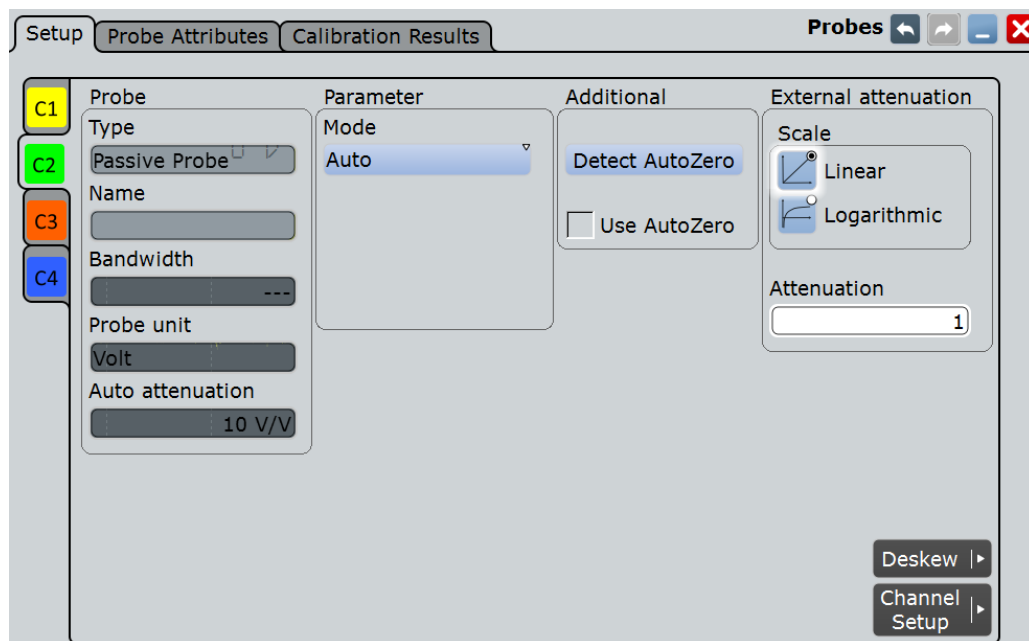 Setup
Probe Attributes
Calibration Results
Probes
C1
C2
C3
C4
Probe
Type
Passive Probe
Name
Bandwidth
---
Probe unit
Volt
Auto attenuation
10 V/V
Parameter
Mode
Auto
Additional
Detect AutoZero
Use AutoZero
External attenuation
Scale
Linear
Logarithmic
Attenuation
1
Deskew
Channel
Setup